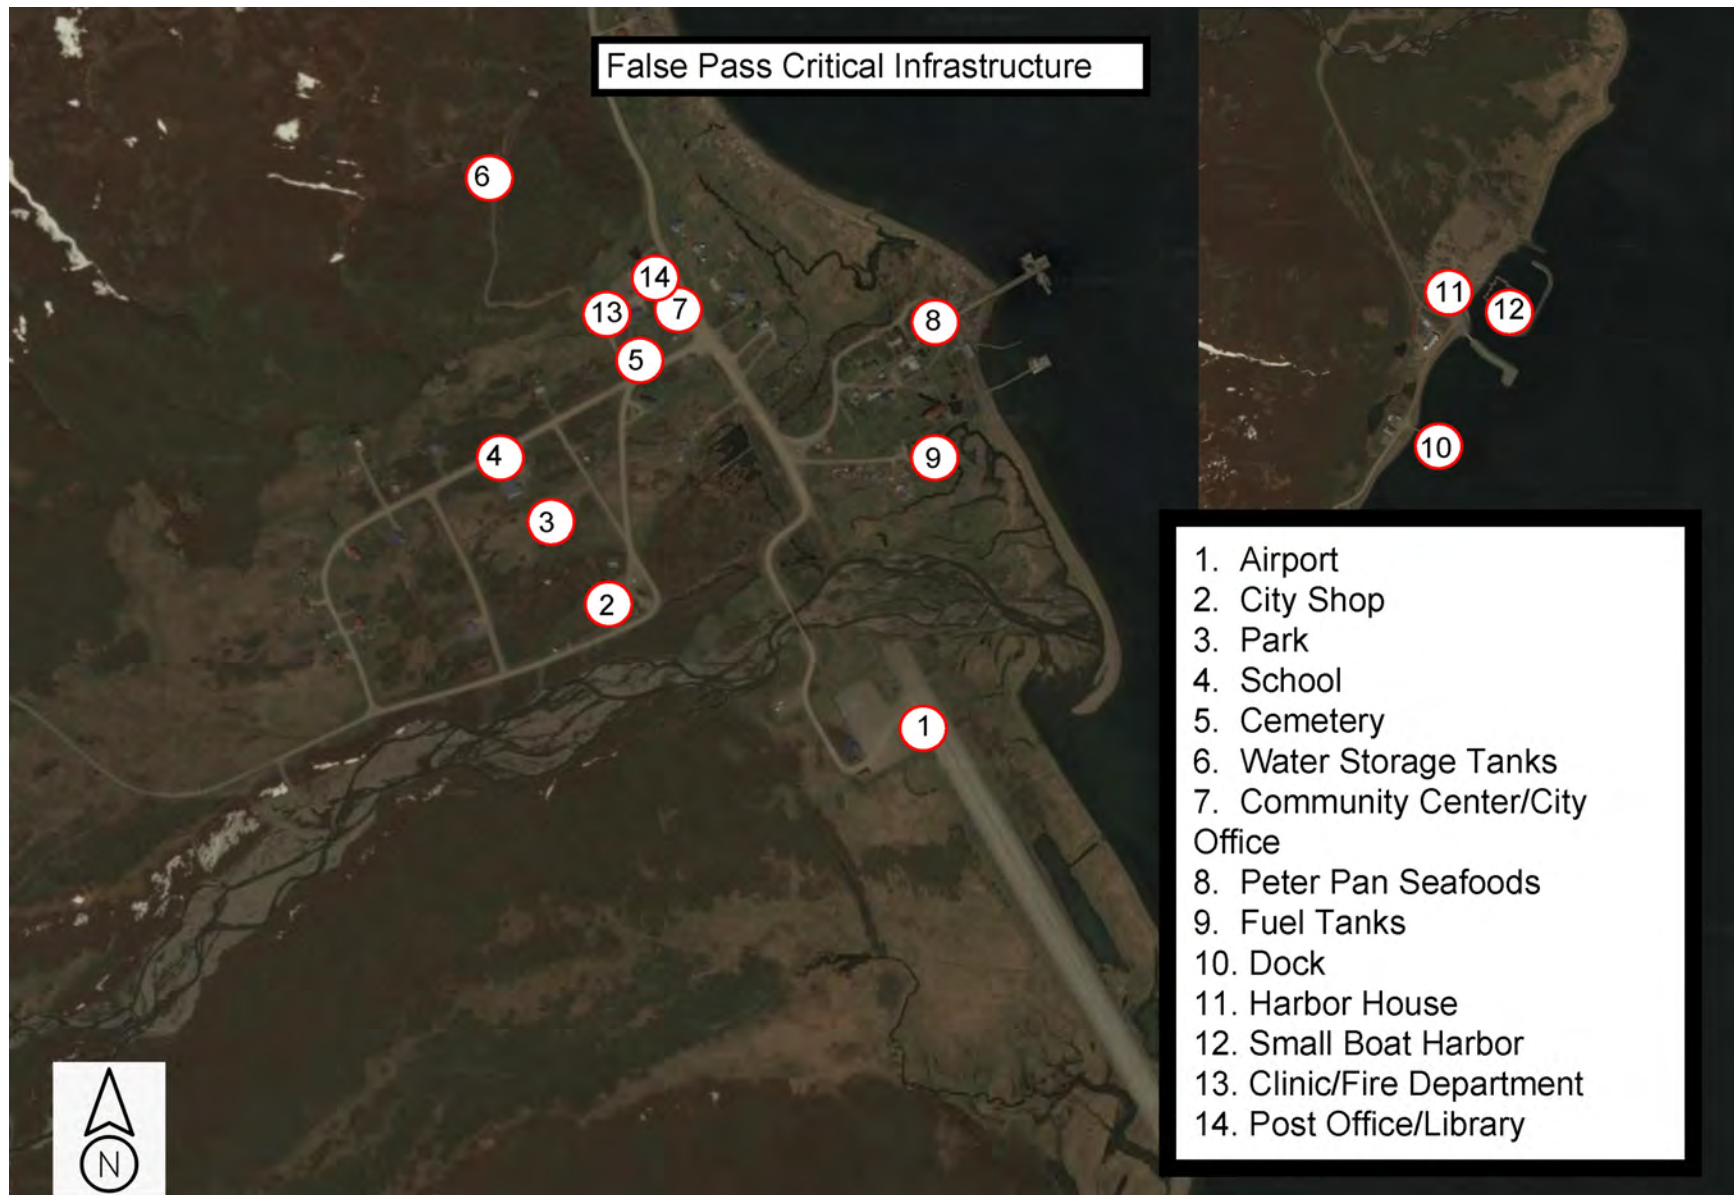 False Pass Critical Infrastructure
6
14
13
7
8
5
4
9
3
2
1
11
12
10
1. Airport
2. City Shop
3. Park
4. School
5. Cemetery
6. Water Storage Tanks
7. Community Center/City
Office
8. Peter Pan Seafoods
9. Fuel Tanks
10. Dock
11. Harbor House
12. Small Boat Harbor
13. Clinic/Fire Department
14. Post Office/Library
N